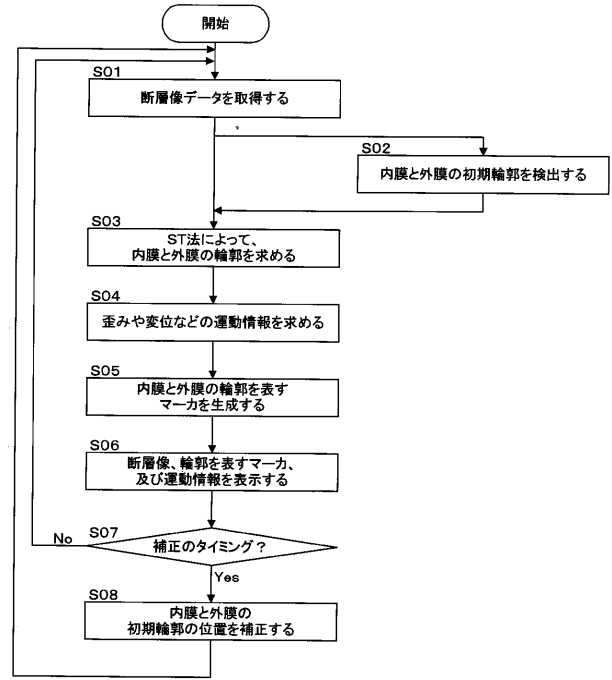 開始
S01
断層像データを取得する
S02
内膜と外膜の初期輪郭を検出する
S03
ST法によって、
内膜と外膜の輪郭を求める
S04
歪みや変位などの運動情報を求める
S05
内膜と外膜の輪郭を表す
マーカを生成する
S06
断層像、輪郭を表すマーカ、
及び運動情報を表示する
S07
No
補正のタイミング？
Yes
S08
内膜と外膜の
初期輪郭の位置を補正する